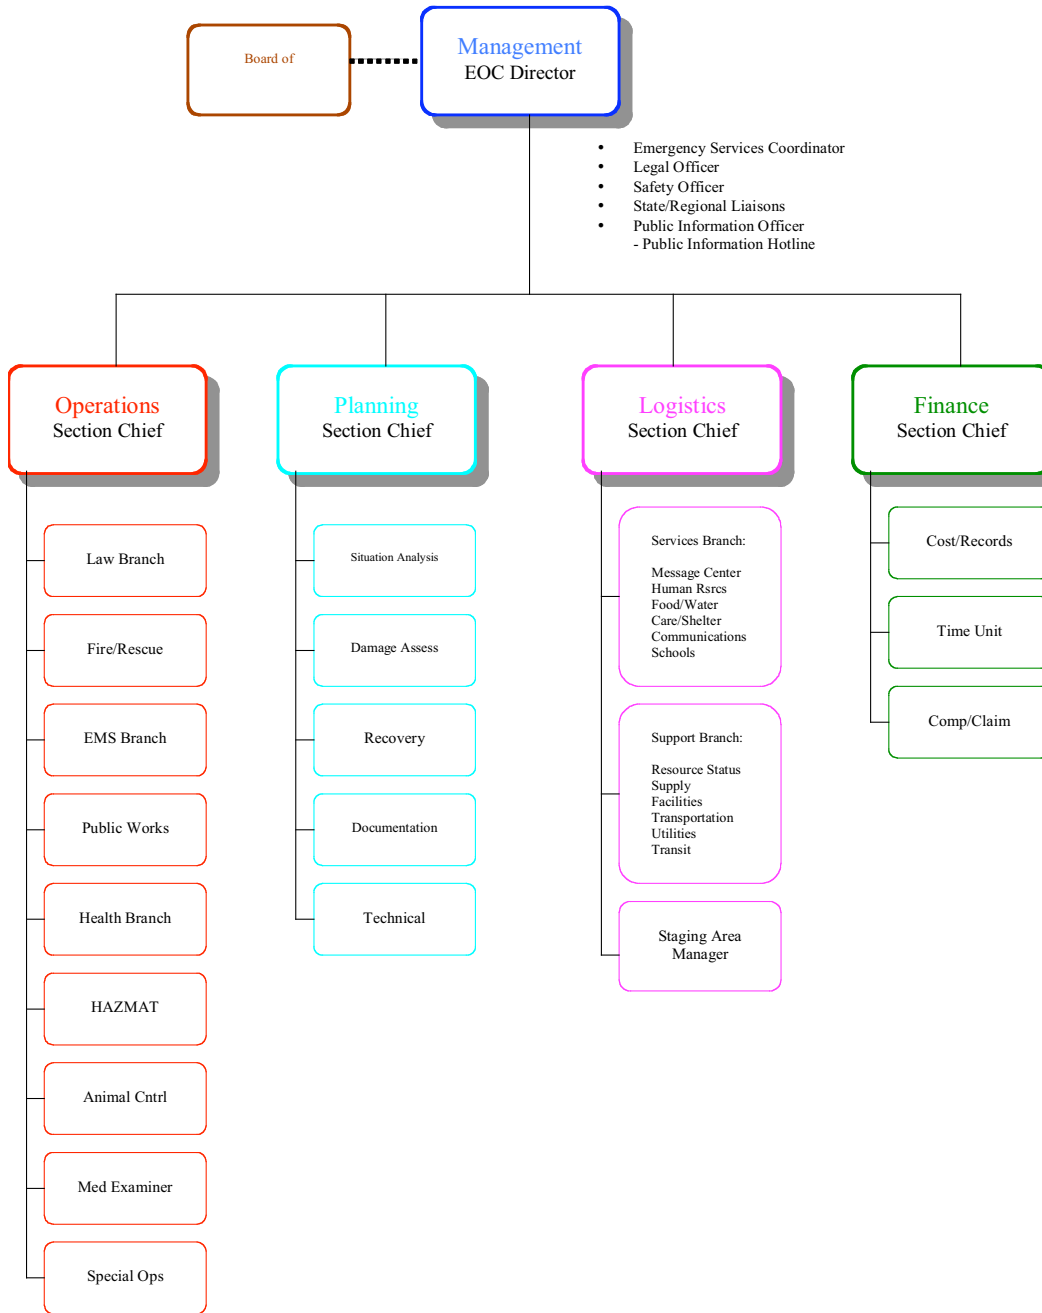 Board of
Management
EOC Director
• Emergency Services Coordinator
• Legal Officer
• Safety Officer
• State/Regional Liaisons
• Public Information Officer
- Public Information Hotline
Operations
Section Chief
Planning
Section Chief
Logistics
Section Chief
Finance
Section Chief
Law Branch
Fire/Rescue
EMS Branch
Public Works
Health Branch
HAZMAT
Animal Cntrl
Med Examiner
Special Ops
Situation Analysis
Damage Assess
Recovery
Documentation
Technical
Services Branch:
Message Center
Human Rsrcs
Food/Water
Care/Shelter
Communications
Schools
Support Branch:
Resource Status
Supply
Facilities
Transportation
Utilities
Transit
Staging Area
Manager
Cost/Records
Time Unit
Comp/Claim